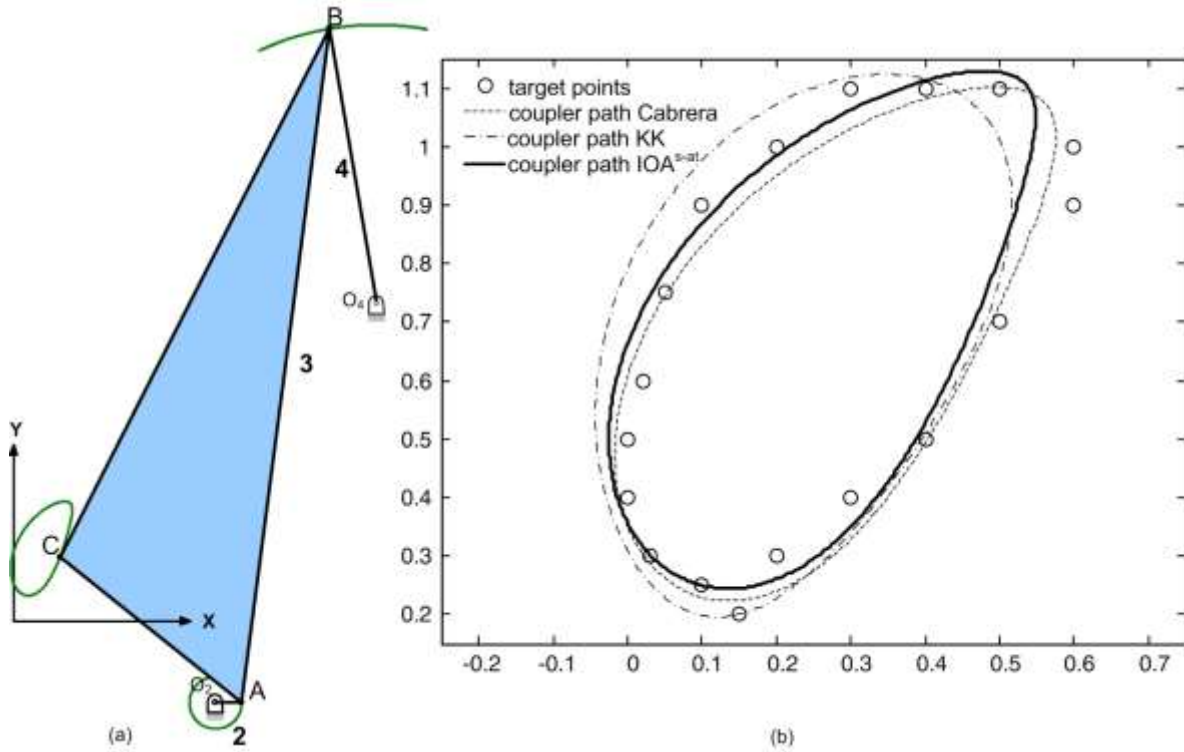 B
4
O₄
3
Y
C
X
O₂
A
2
(a)
target points
coupler path Cabrera
coupler path KK
coupler path IOAˢ⁻ᵃᵗ
1.1
1
0.9
0.8
0.7
0.6
0.5
0.4
0.3
0.2
-0.2 -0.1 0 0.1 0.2 0.3 0.4 0.5 0.6 0.7
(b)